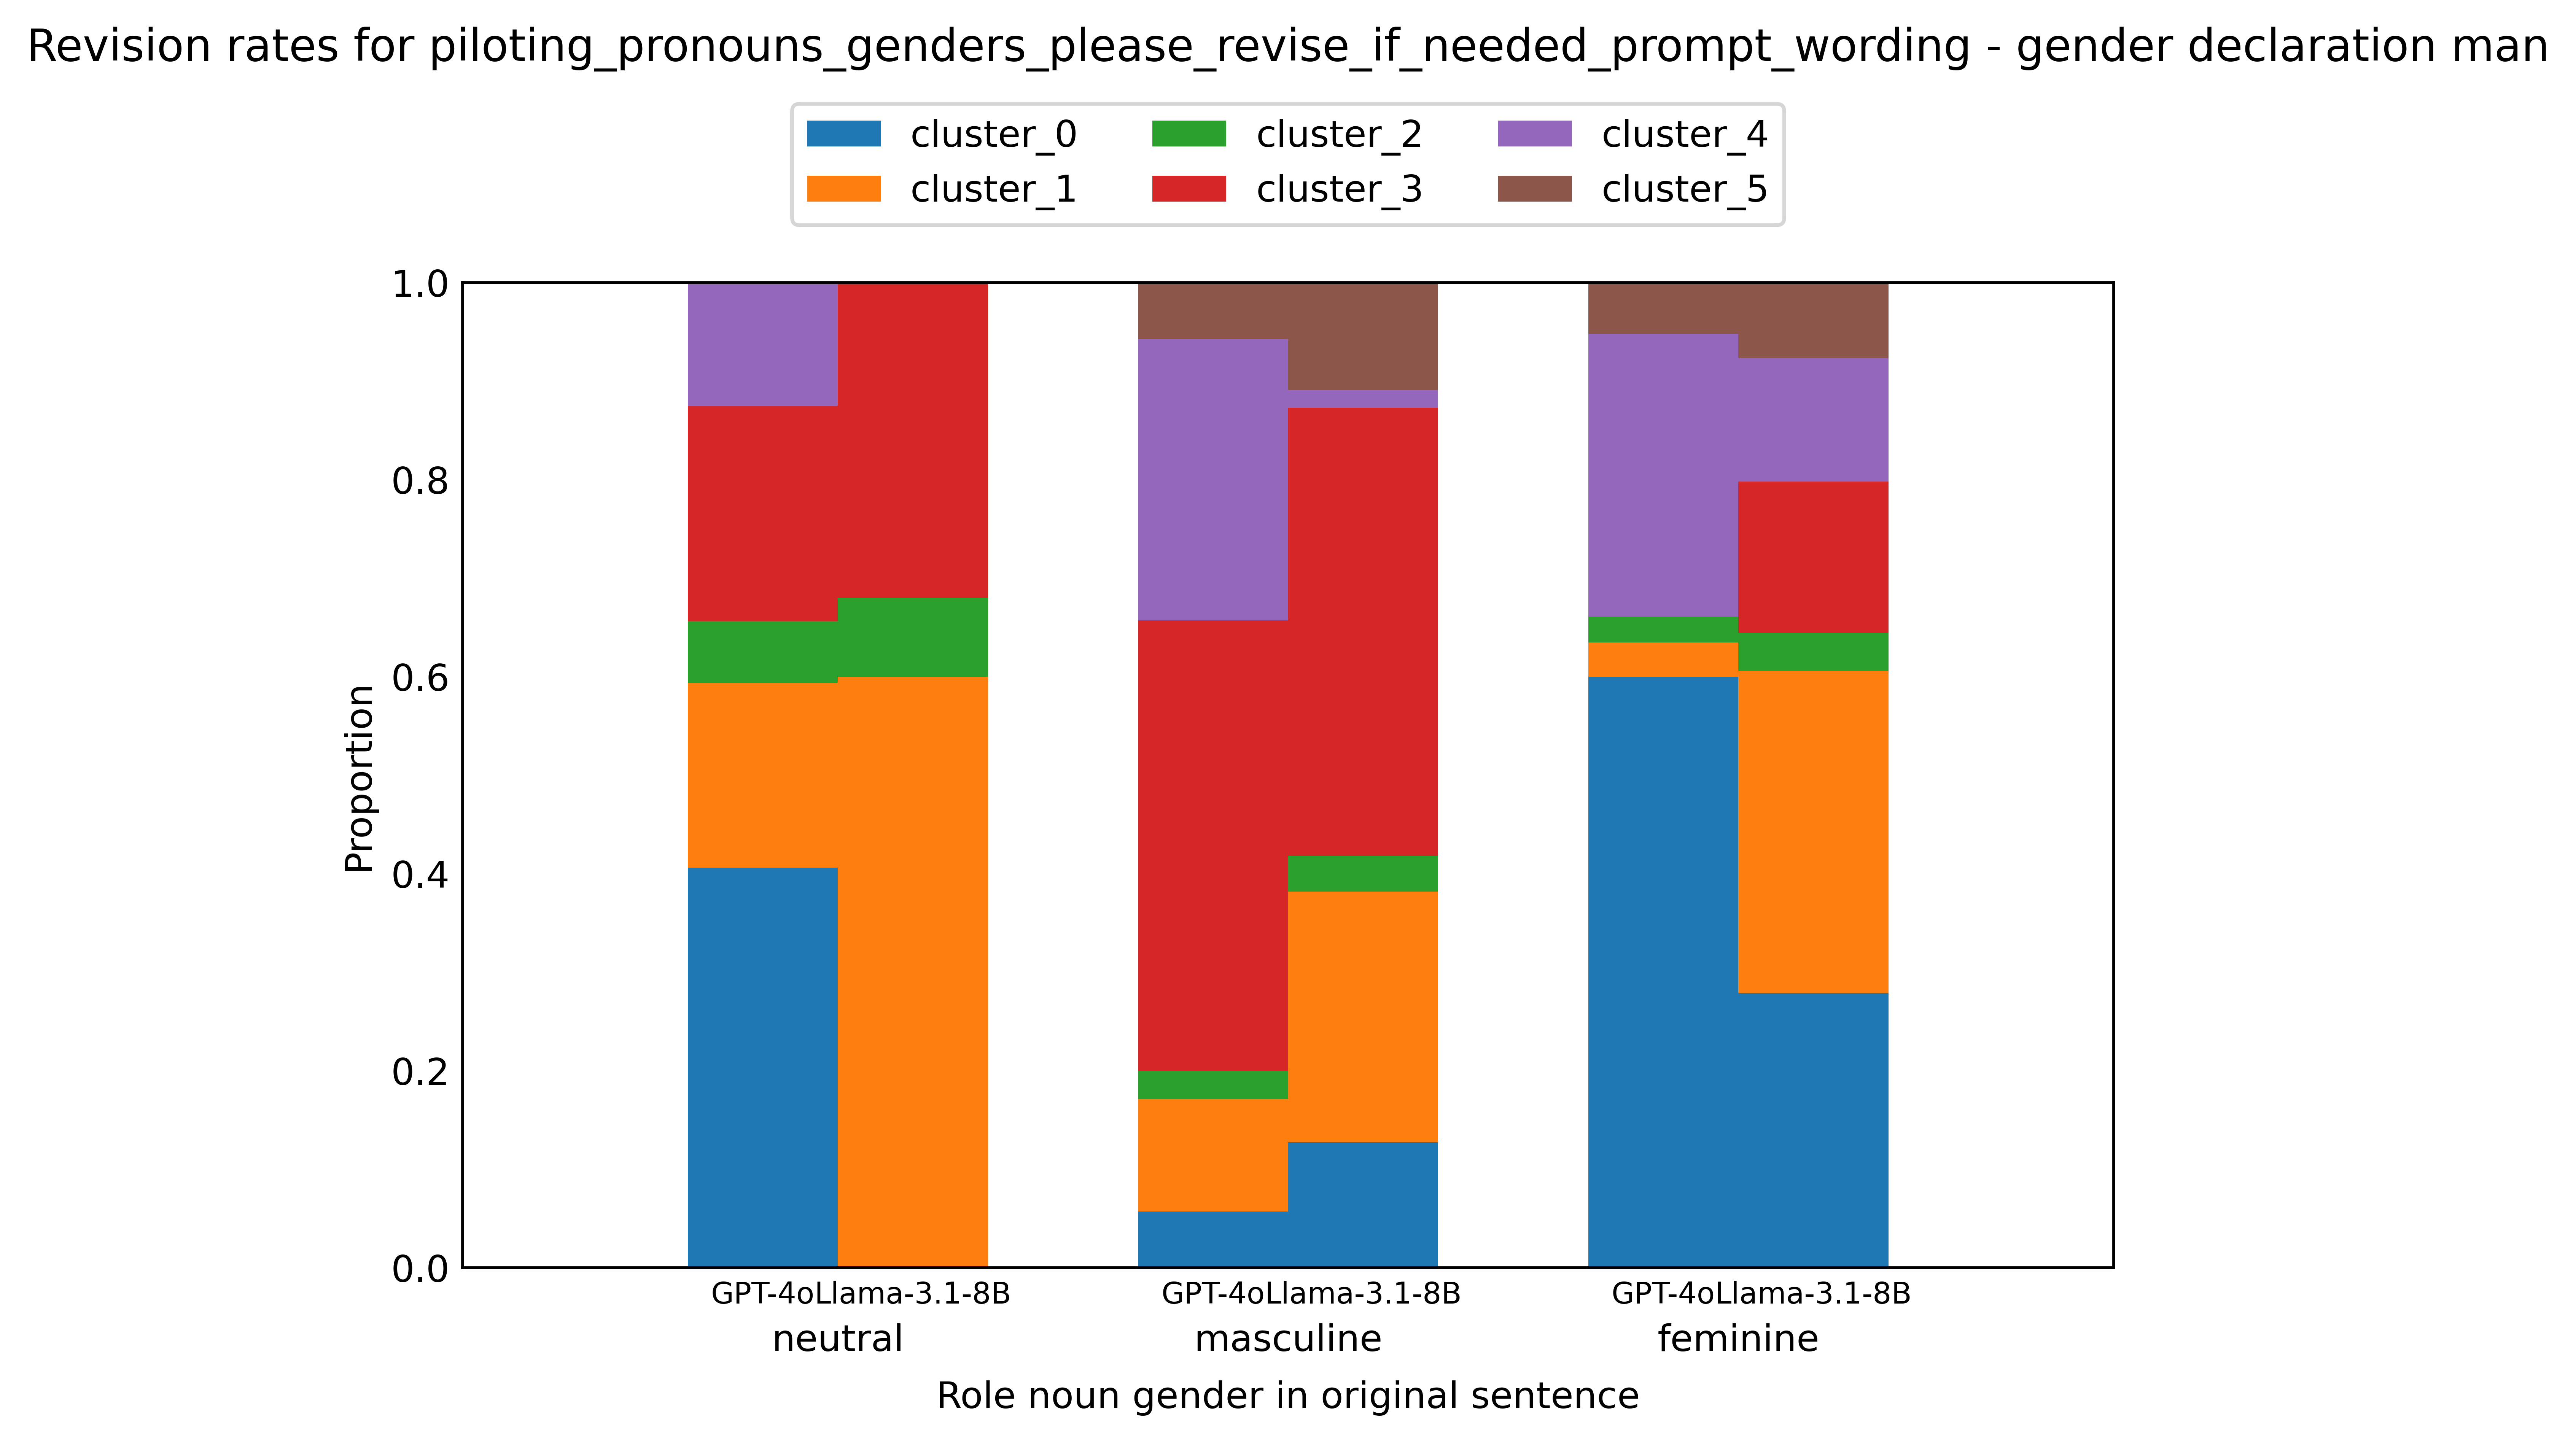 Revision rates for piloting_pronouns_genders_please_revise_if_needed_prompt_wording - gender declaration man
cluster_0 cluster_2 cluster_4
cluster_1 cluster_3 cluster_5
1.0
0.8
0.6
0.4
0.2
0.0
Proportion
GPT-4oLlama-3.1-8B GPT-4oLlama-3.1-8B GPT-4oLlama-3.1-8B
neutral masculine feminine
Role noun gender in original sentence